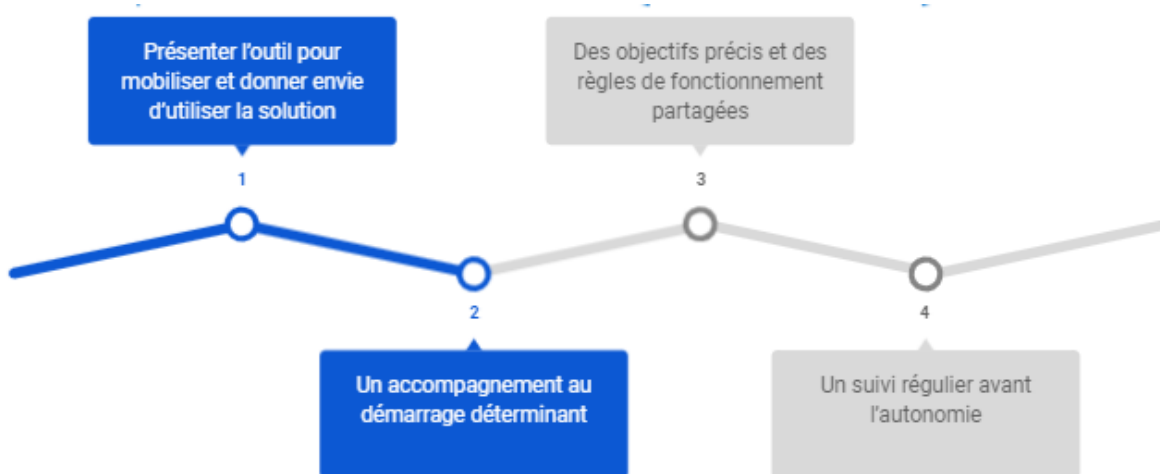 Présenter l'outil pour
mobiliser et donner envie
d'utiliser la solution
1
Un accompagnement au
démarrage déterminant
2
Des objectifs précis et des
règles de fonctionnement
partagées
3
Un suivi régulier avant
l'autonomie
4